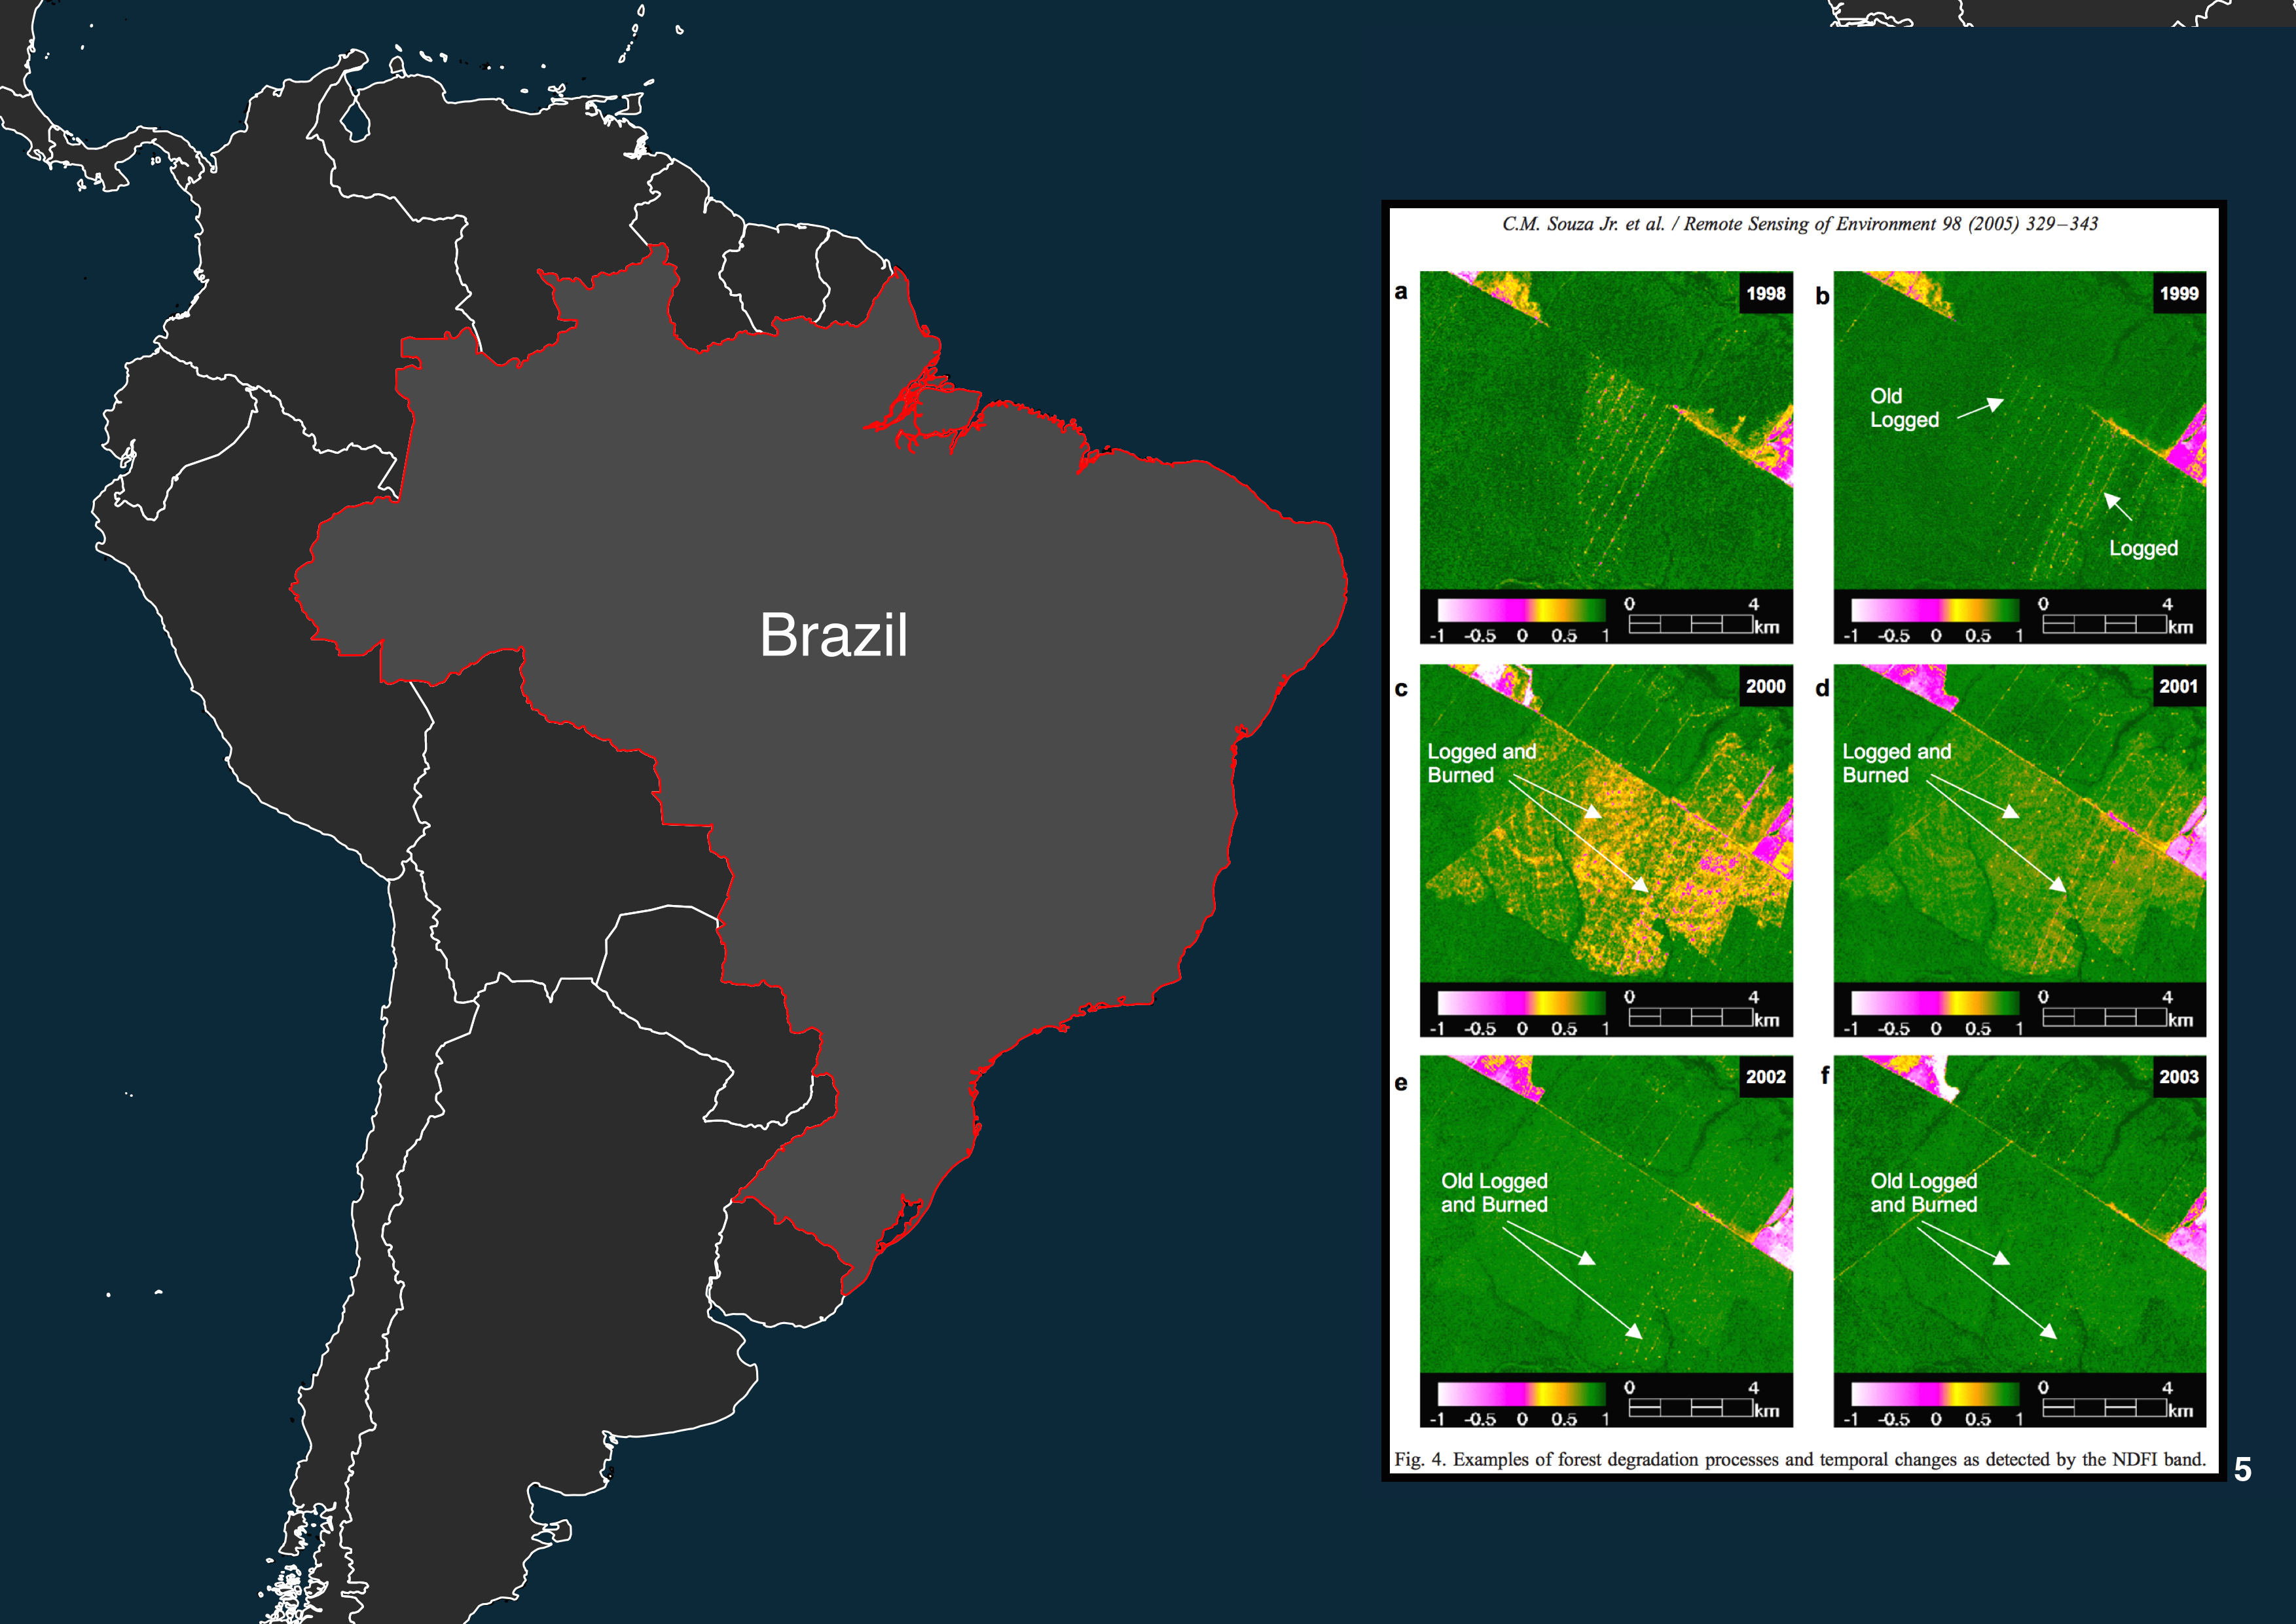 Brazil
C.M. Souza Jr. et al. / Remote Sensing of Environment 98 (2005) 329–343
a
1998
0 4
km
-1 -0.5 0 0.5 1
b
1999
Old
Logged
Logged
0 4
km
-1 -0.5 0 0.5 1
c
2000
Logged and
Burned
0 4
km
-1 -0.5 0 0.5 1
d
2001
Logged and
Burned
0 4
km
-1 -0.5 0 0.5 1
e
2002
Old Logged
and Burned
0 4
km
-1 -0.5 0 0.5 1
f
2003
Old Logged
and Burned
0 4
km
-1 -0.5 0 0.5 1
Fig. 4. Examples of forest degradation processes and temporal changes as detected by the NDFI band.
5